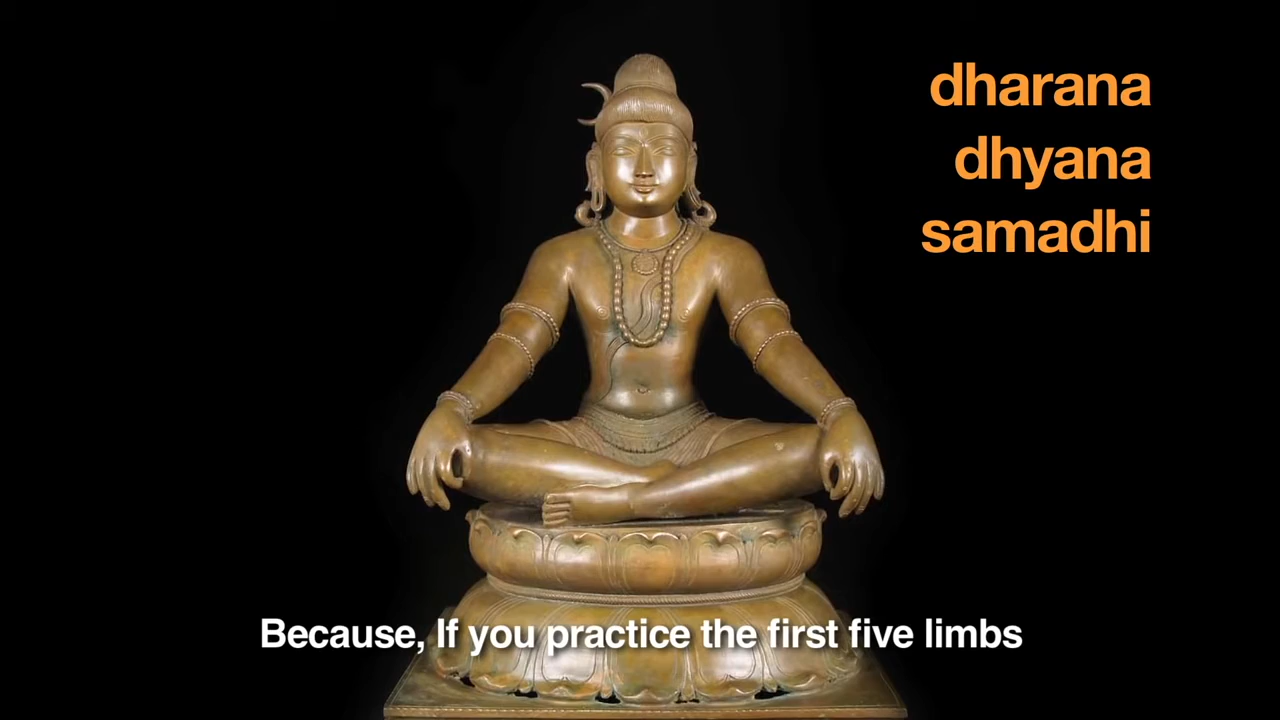 dharana
dhyana
samadhi
Because, If you practice the first five limbs